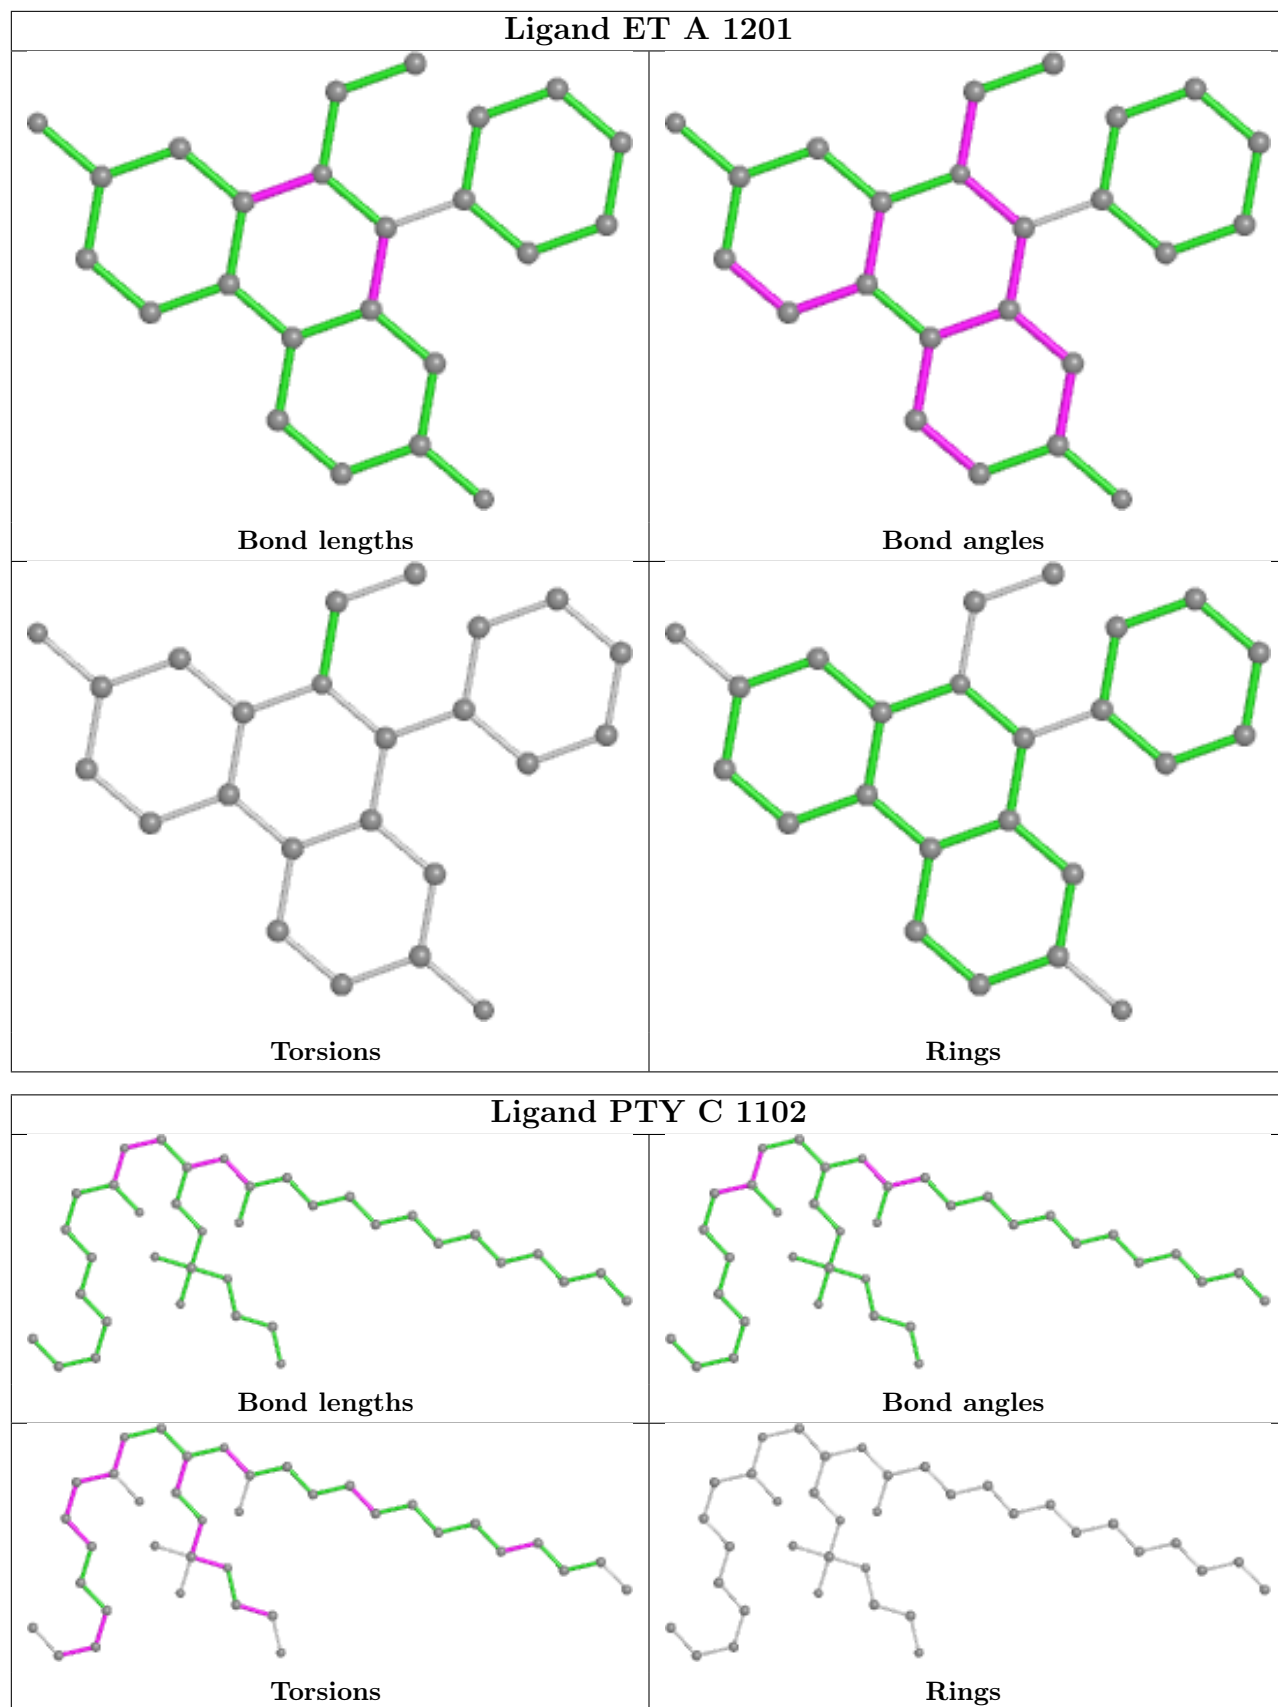 Ligand ET A 1201
Bond lengths
Bond angles
Torsions
Rings
Ligand PTY C 1102
Bond lengths
Bond angles
Torsions
Rings